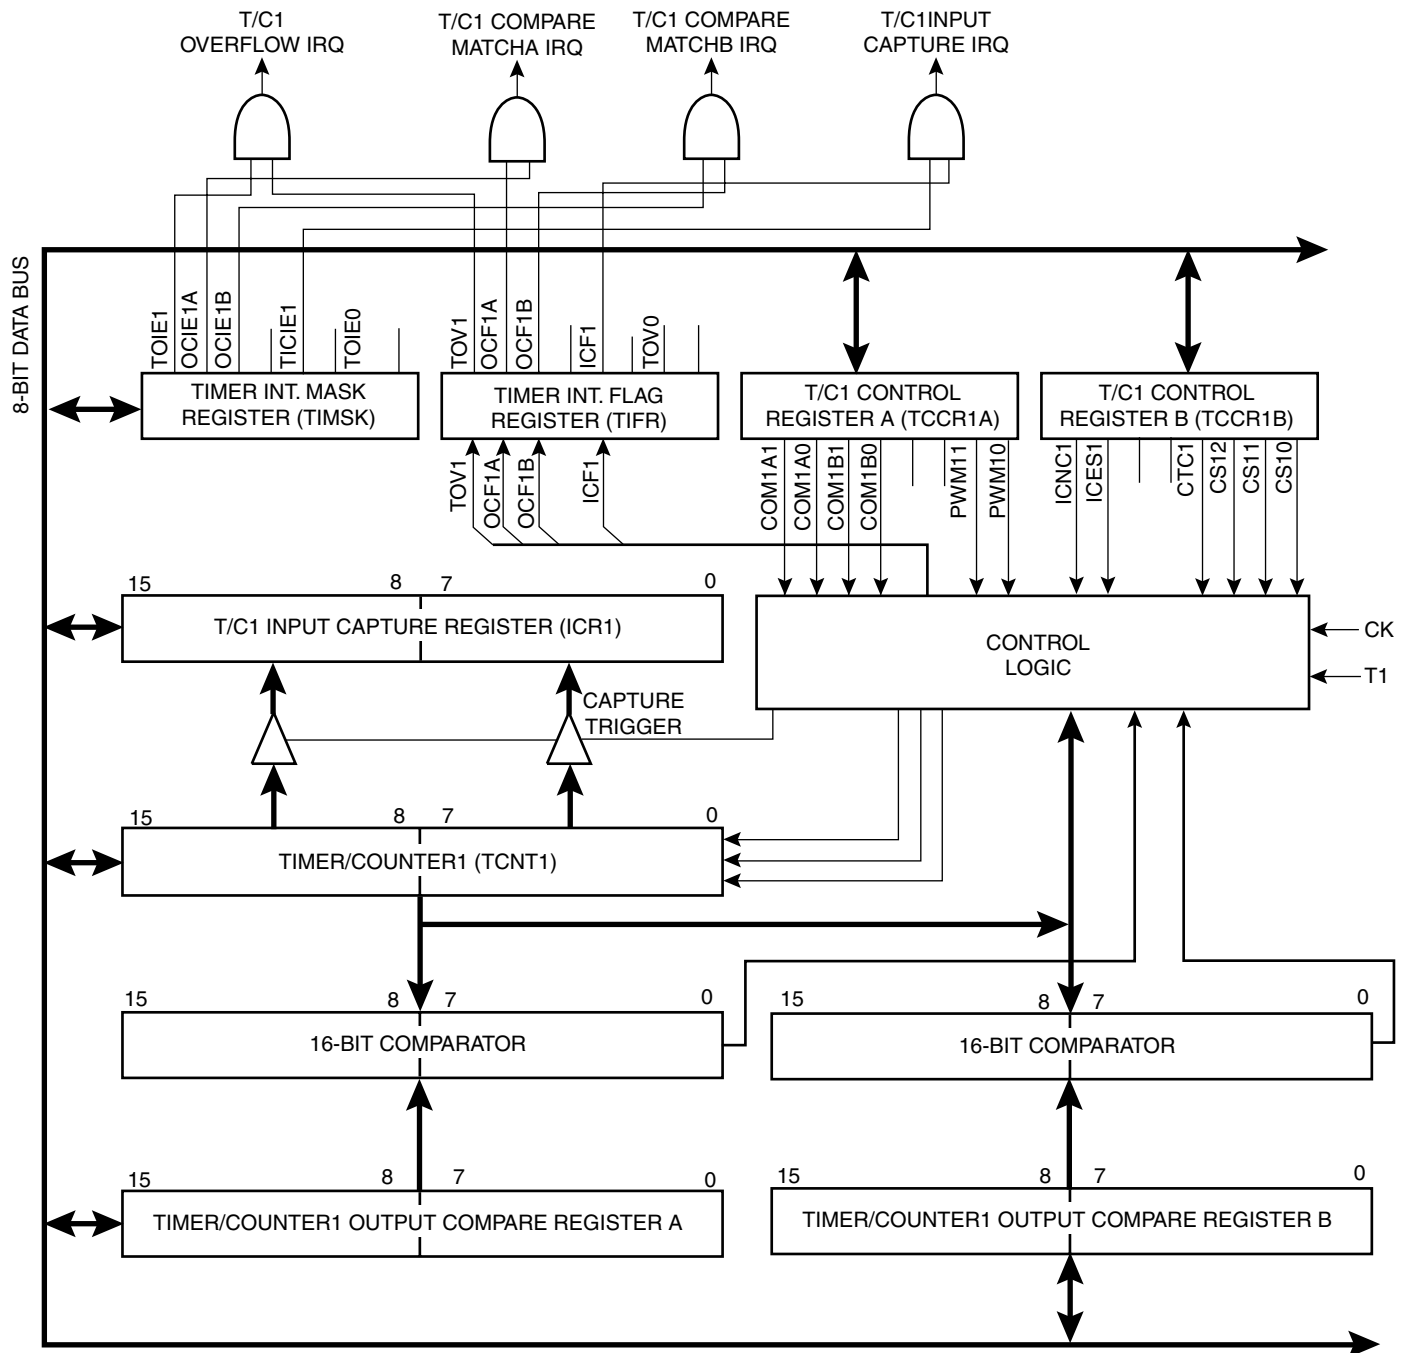 T/C1
OVERFLOW IRQ
T/C1 COMPARE
MATCHA IRQ
T/C1 COMPARE
MATCHB IRQ
T/C1INPUT
CAPTURE IRQ
8-BIT DATA BUS
TOIE1
OCIE1A
OCIE1B
TICIE1
TOIE0
TOV1
OCF1A
OCF1B
ICF1
TOV0
TIMER INT. MASK
REGISTER (TIMSK)
TIMER INT. FLAG
REGISTER (TIFR)
T/C1 CONTROL
REGISTER A (TCCR1A)
T/C1 CONTROL
REGISTER B (TCCR1B)
TOV1
OCF1A
OCF1B
ICF1
COM1A1
COM1A0
COM1B1
COM1B0
PWM11
PWM10
ICNC1
ICES1
CTC1
CS12
CS11
CS10
15 8 7 0
T/C1 INPUT CAPTURE REGISTER (ICR1)
CONTROL
LOGIC
CK
T1
CAPTURE
TRIGGER
15 8 7 0
TIMER/COUNTER1 (TCNT1)
15 8 7 0
16-BIT COMPARATOR
15 8 7 0
16-BIT COMPARATOR
15 8 7 0
TIMER/COUNTER1 OUTPUT COMPARE REGISTER A
15 8 7 0
TIMER/COUNTER1 OUTPUT COMPARE REGISTER B